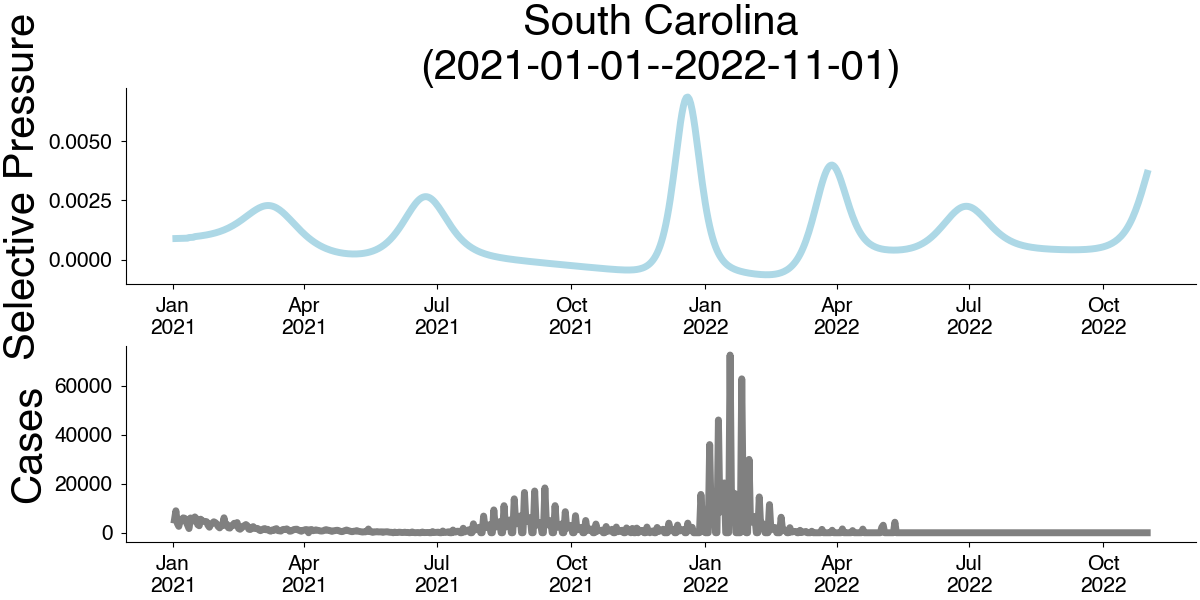 South Carolina
(2021-01-01--2022-11-01)
Selective Pressure
0.0050
0.0025
0.0000
Jan Apr Jul Oct Jan Apr Jul Oct
2021 2021 2021 2021 2022 2022 2022 2022
Cases
60000
40000
20000
0
Jan Apr Jul Oct Jan Apr Jul Oct
2021 2021 2021 2021 2022 2022 2022 2022